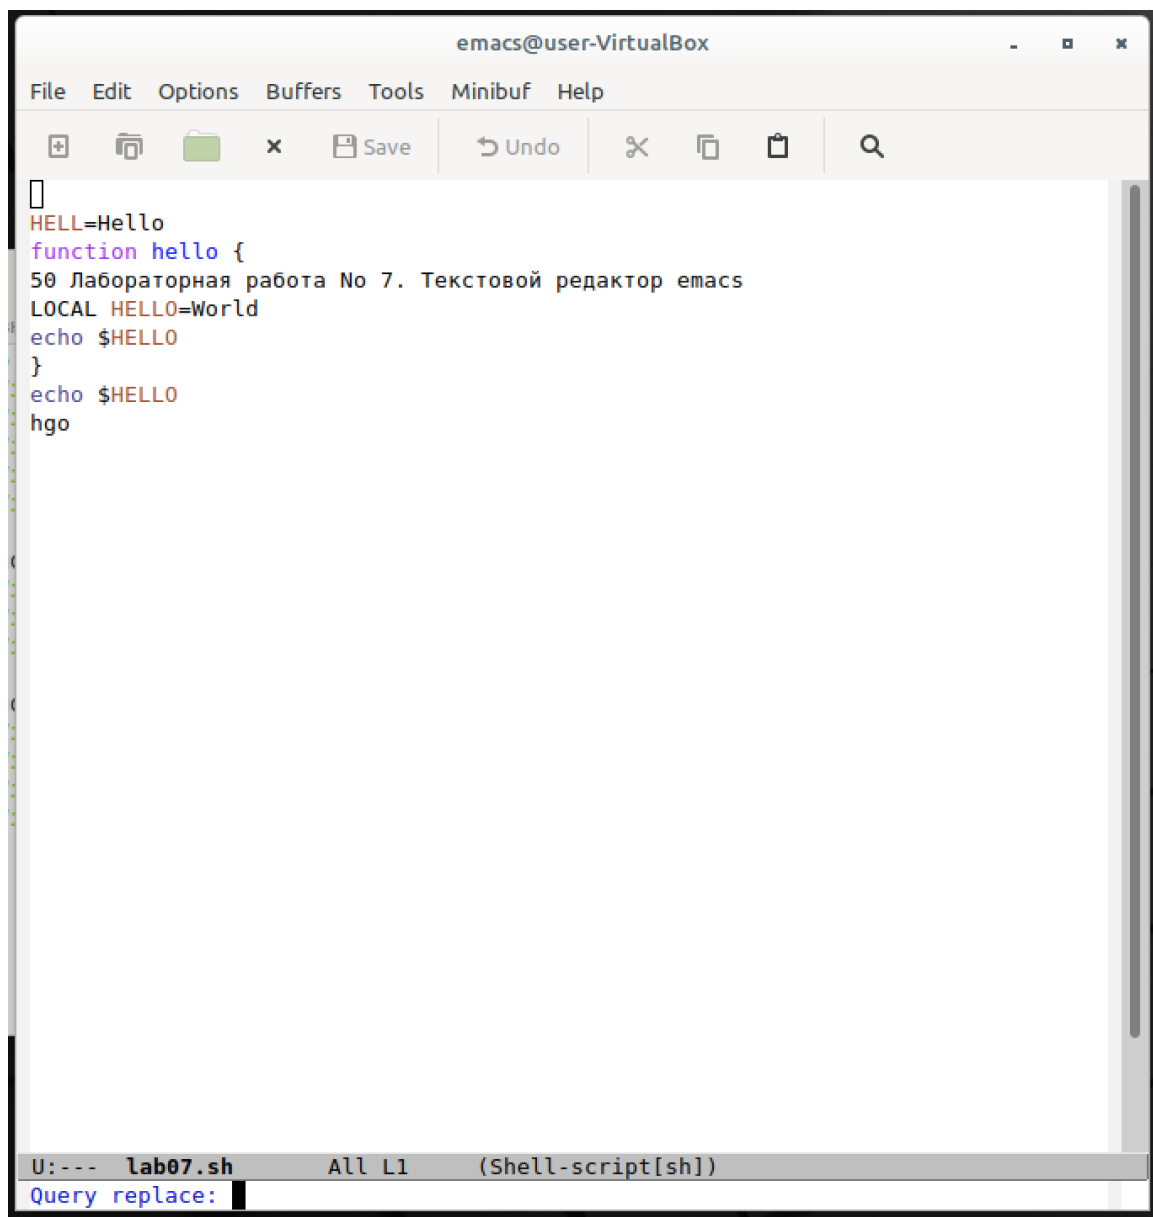 emacs@user-VirtualBox
File Edit Options Buffers Tools Minibuf Help
Save Undo
HELL=Hello
function hello {
50 Лабораторная работа No 7. Текстовой редактор emacs
LOCAL HELLO=World
echo $HELLO
}
echo $HELLO
hgo
U:--- lab07.sh All L1 (Shell-script[sh])
Query replace: